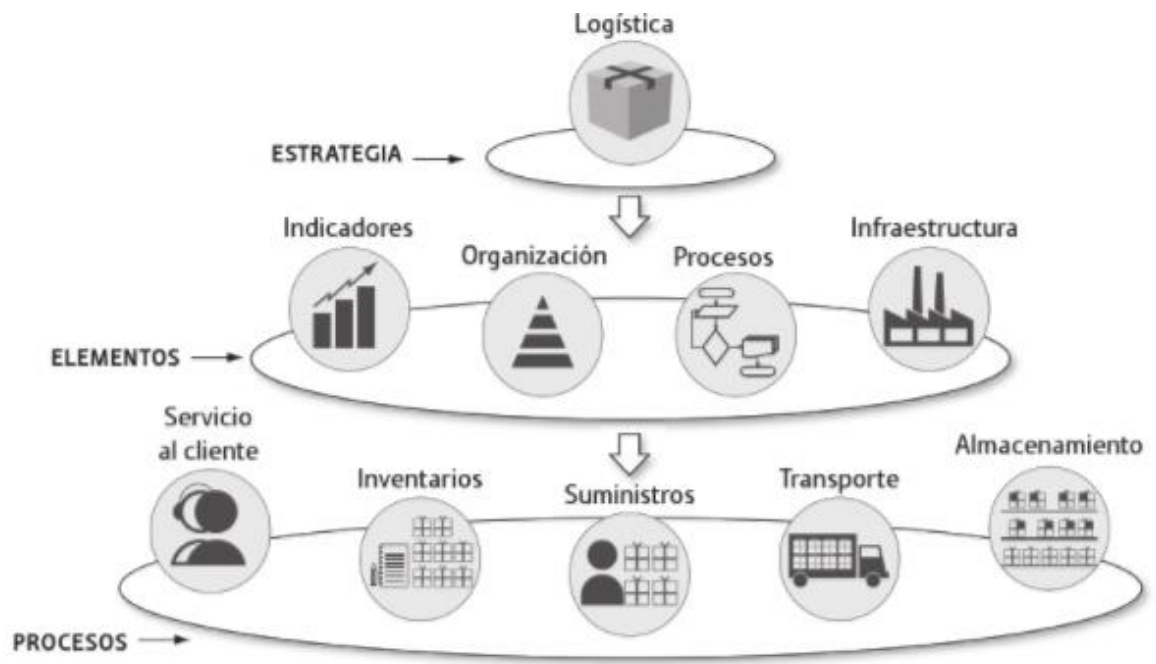 Logística
ESTRATEGIA
Indicadores
Organización
Procesos
Infraestructura
ELEMENTOS
Servicio
al cliente
Inventarios
Suministros
Transporte
Almacenamiento
PROCESOS